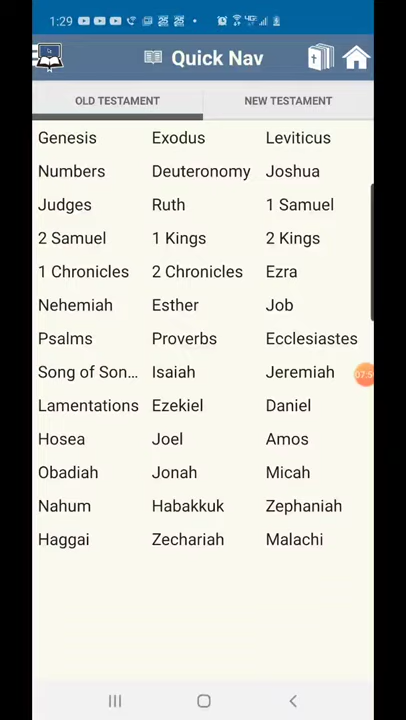 1:29
Quick Nav
OLD TESTAMENT NEW TESTAMENT
Genesis Exodus Leviticus
Numbers Deuteronomy Joshua
Judges Ruth 1 Samuel
2 Samuel 1 Kings 2 Kings
1 Chronicles 2 Chronicles Ezra
Nehemiah Esther Job
Psalms Proverbs Ecclesiastes
Song of Son... Isaiah Jeremiah
Lamentations Ezekiel Daniel
Hosea Joel Amos
Obadiah Jonah Micah
Nahum Habakkuk Zephaniah
Haggai Zechariah Malachi